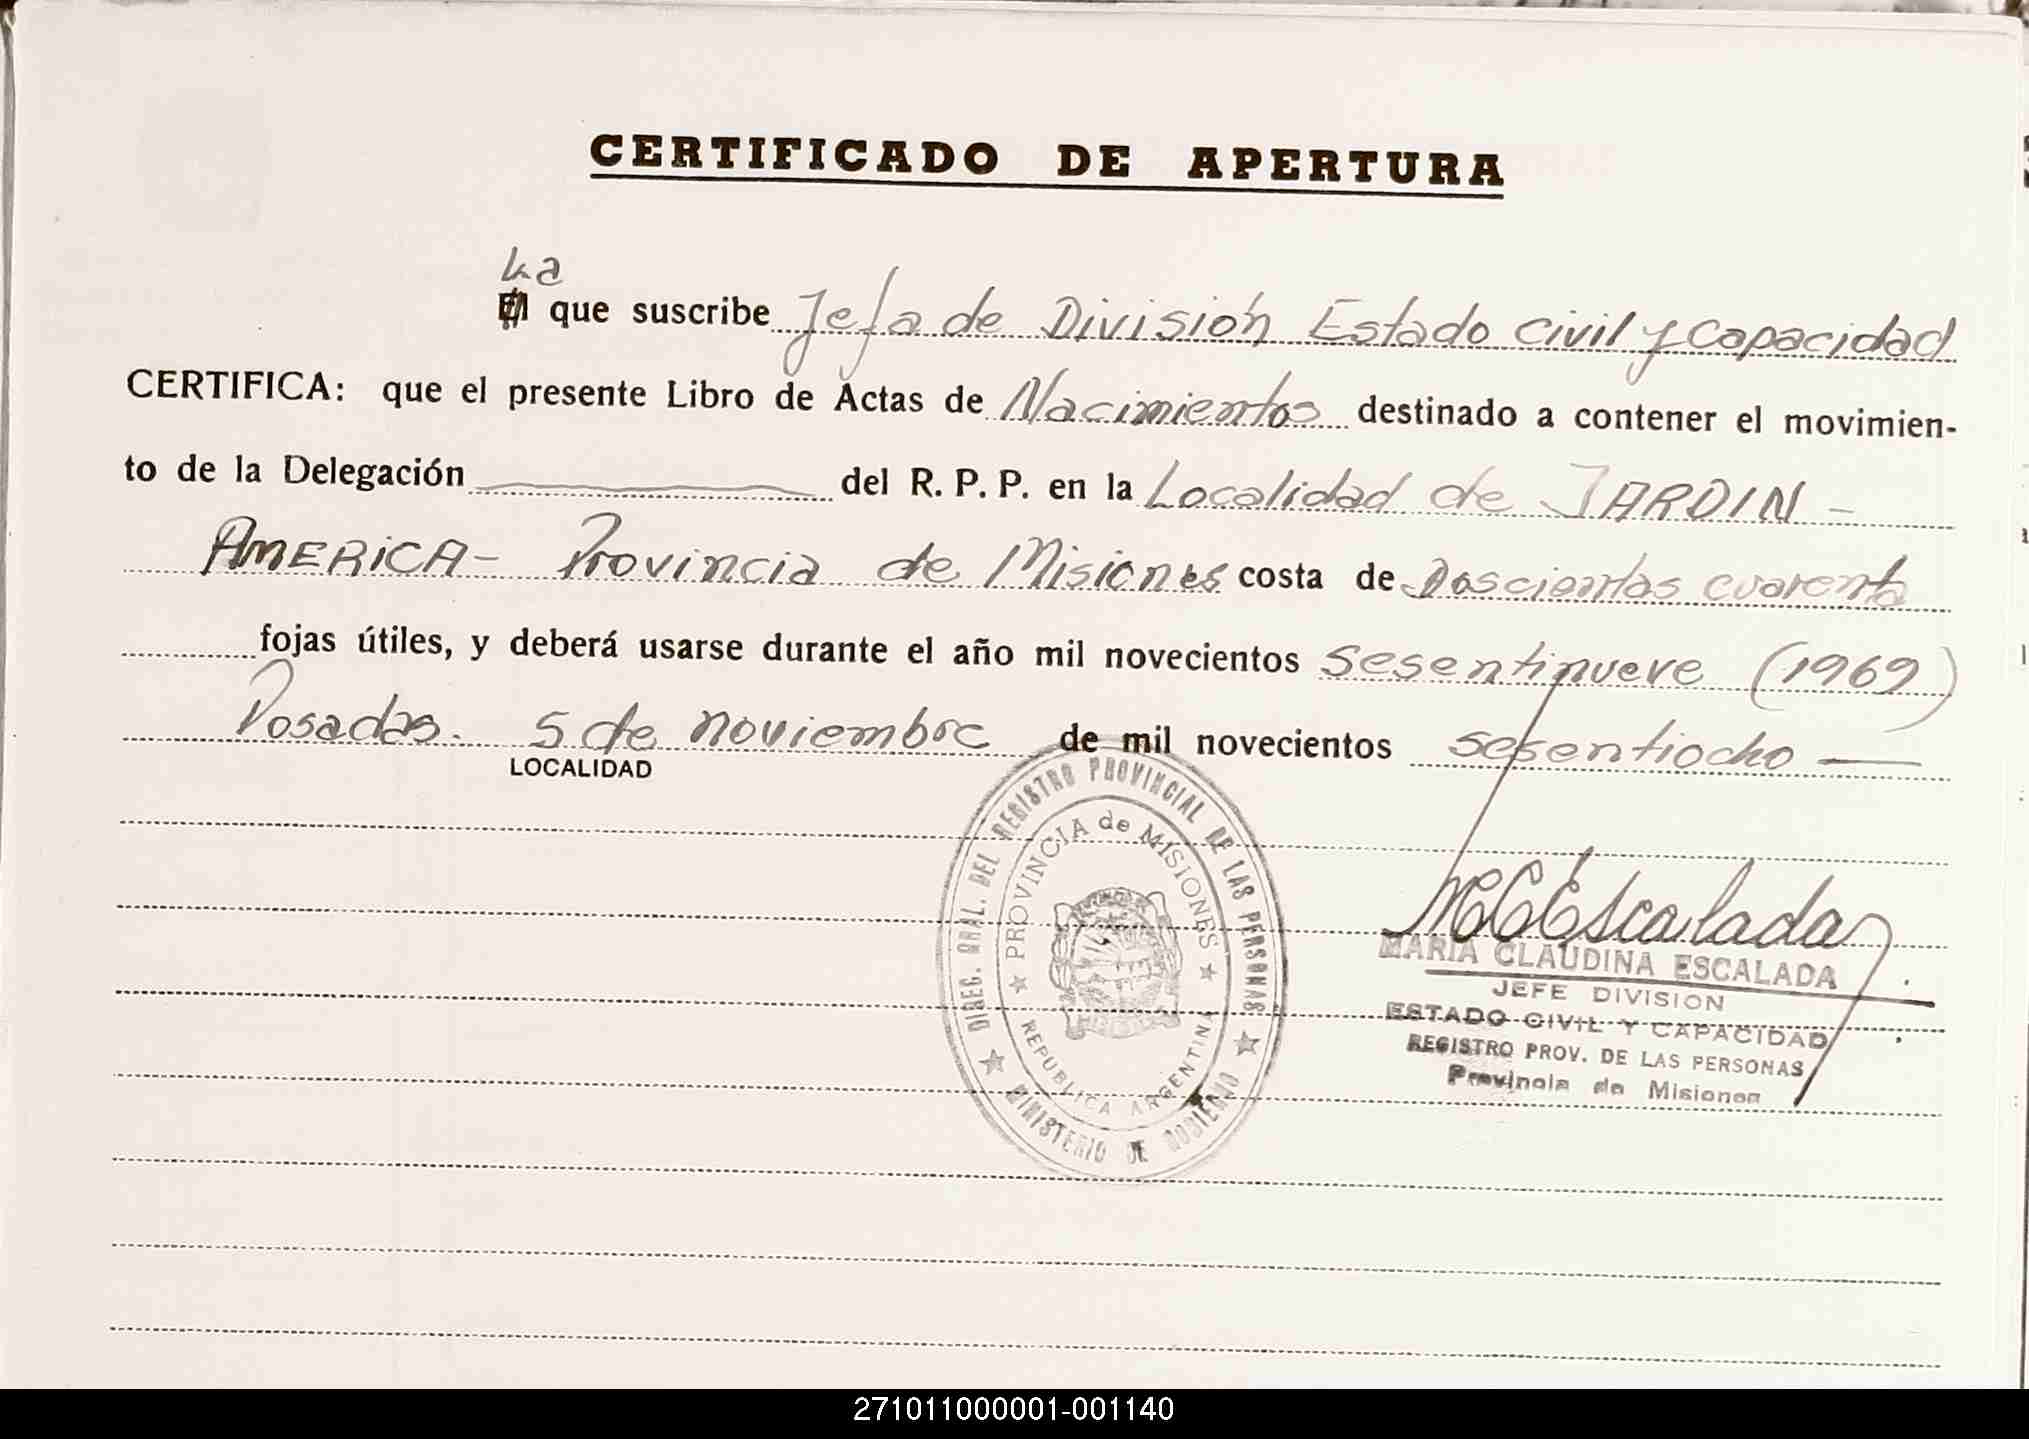 CERTIFICADO DE APERTURA
La
El que suscribe Jefa de División Estado Civil y Capacidad
CERTIFICA: que el presente Libro de Actas de Nacimientos destinado a contener el movimien-
to de la Delegación del R. P. P. en la Localidad de JARDIN -
AMERICA - Provincia de Misiones costa de Doscientas cuarenta
fojas útiles, y deberá usarse durante el año mil novecientos sesentinueve (1969)
Posadas. 5 de noviembre de mil novecientos sesentiocho —
LOCALIDAD
DIREC. GRAL. DEL REGISTRO PROVINCIAL DE LAS PERSONAS
PROVINCIA de MISIONES
REPUBLICA ARGENTINA
MINISTERIO DE GOBIERNO
MCEscalada
MARIA CLAUDINA ESCALADA
JEFE DIVISION
ESTADO CIVIL Y CAPACIDAD
REGISTRO PROV. DE LAS PERSONAS
Provincia de Misiones
271011000001-001140